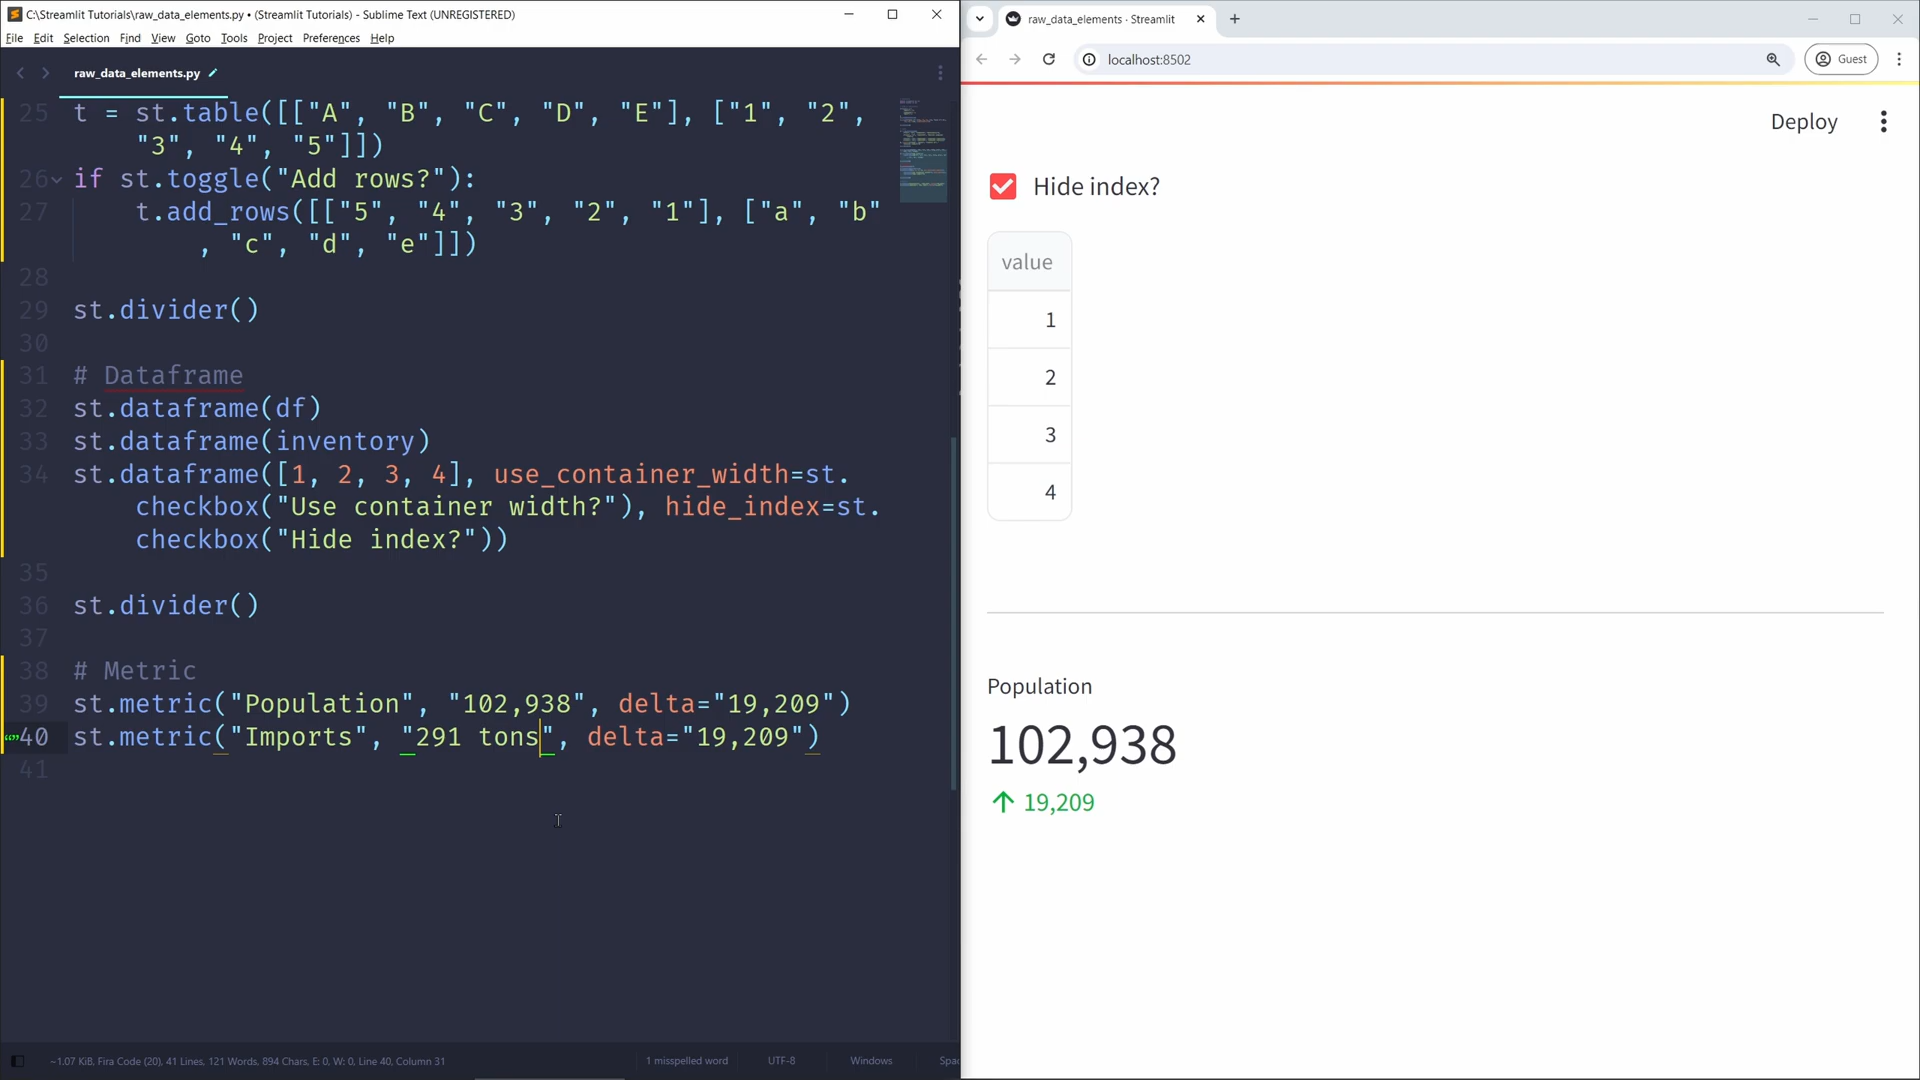 C:\Streamlit Tutorials\raw_data_elements.py • (Streamlit Tutorials) - Sublime Text (UNREGISTERED)
File Edit Selection Find View Goto Tools Project Preferences Help
raw_data_elements.py
25 t = st.table([["A", "B", "C", "D", "E"], ["1", "2",
"3", "4", "5"]])
26 if st.toggle("Add rows?"):
27 t.add_rows([["5", "4", "3", "2", "1"], ["a", "b"
, "c", "d", "e"]])
28
29 st.divider()
30
31 # Dataframe
32 st.dataframe(df)
33 st.dataframe(inventory)
34 st.dataframe([1, 2, 3, 4], use_container_width=st.
checkbox("Use container width?"), hide_index=st.
checkbox("Hide index?"))
35
36 st.divider()
37
38 # Metric
39 st.metric("Population", "102,938", delta="19,209")
40 st.metric("Imports", "291 tons", delta="19,209")
41
~1.07 KiB, Fira Code (20), 41 Lines, 121 Words, 894 Chars, E: 0, W: 0, Line 40, Column 31
1 misspelled word
UTF-8
Windows
Spac
raw_data_elements · Streamlit
localhost:8502
Guest
Deploy
Hide index?
value
1
2
3
4
Population
102,938
19,209